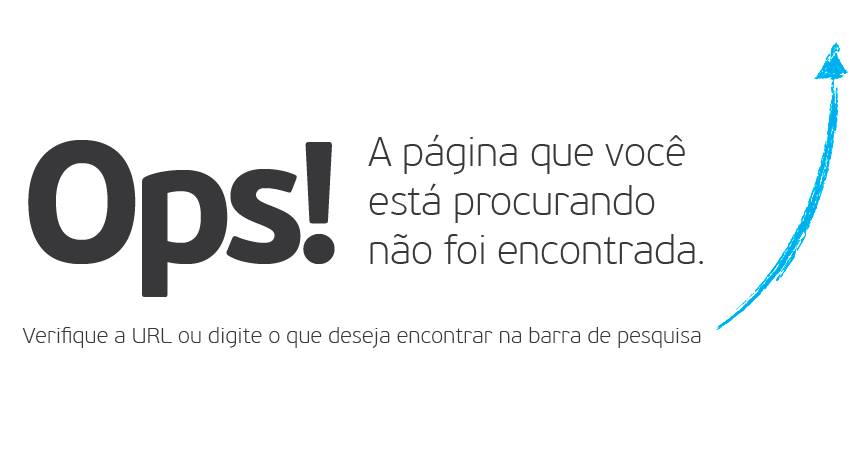 Ops!
A página que você
está procurando
não foi encontrada.
Verifique a URL ou digite o que deseja encontrar na barra de pesquisa